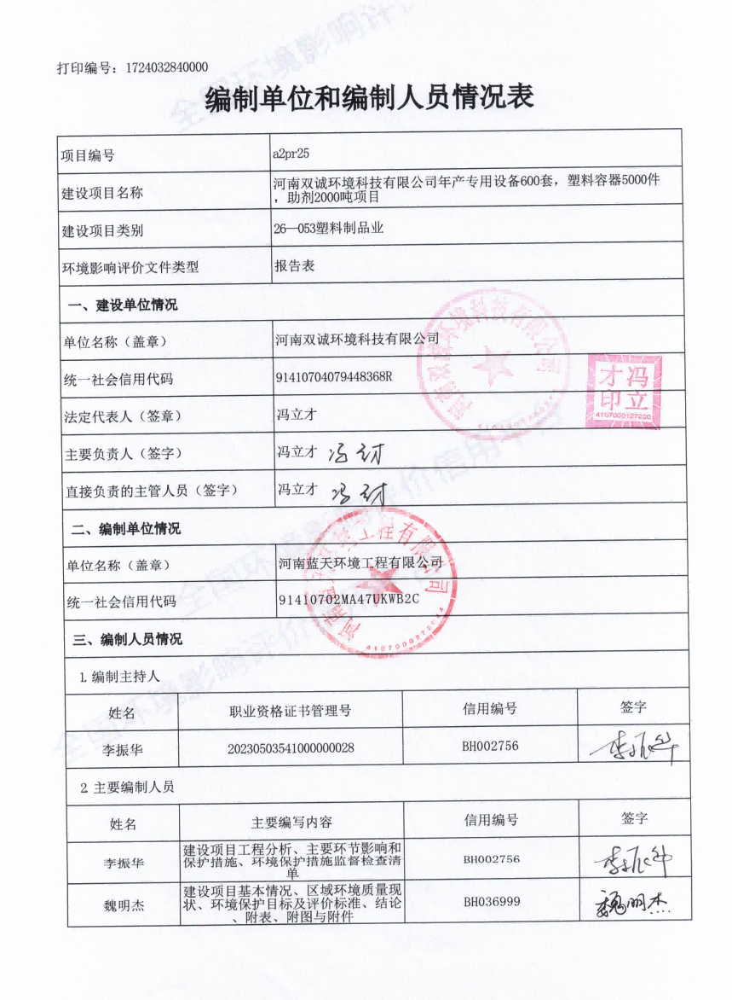 打印编号：1724032840000
编制单位和编制人员情况表
项目编号 a2pr25
建设项目名称 河南双诚环境科技有限公司年产专用设备600套，塑料容器5000件
，助剂2000吨项目
建设项目类别 26—053塑料制品业
环境影响评价文件类型 报告表
一、建设单位情况
单位名称（盖章） 河南双诚环境科技有限公司
统一社会信用代码 91410704079448368R
法定代表人（签章） 冯立才
才冯
印立
4107000127200
主要负责人（签字） 冯立才 冯立才
直接负责的主管人员（签字） 冯立才 冯立才
二、编制单位情况
单位名称（盖章） 河南蓝天环境工程有限公司
统一社会信用代码 91410702MA47UKWB2C
三、编制人员情况
1.编制主持人
姓名 职业资格证书管理号 信用编号 签字
李振华 20230503541000000028 BH002756 李振华
2 主要编制人员
姓名 主要编写内容 信用编号 签字
李振华 建设项目工程分析、主要环节影响和
保护措施、环境保护措施监督检查清
单 BH002756 李振华
魏明杰 建设项目基本情况、区域环境质量现
状、环境保护目标及评价标准、结论
、附表、附图与附件 BH036999 魏明杰